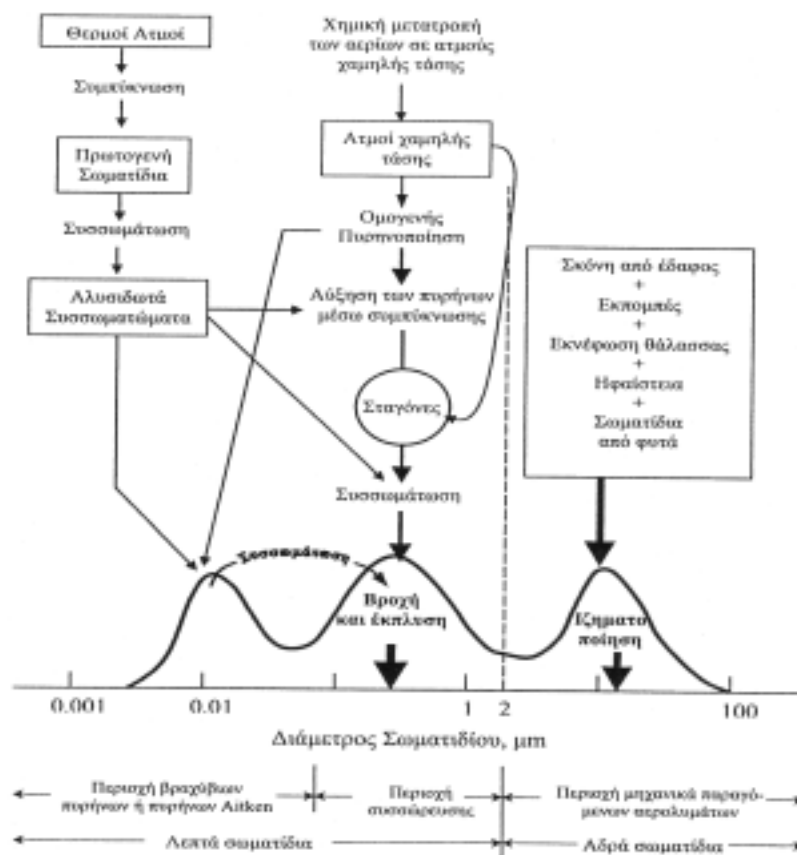 Θερμοί Ατμοί
Συμπύκνωση
Πρωτογενή
Σωματίδια
Συσσωμάτωση
Αλυσιδωτά
Συσσωματώματα
Χημική μετατροπή
των αερίων σε ατμούς
χαμηλής τάσης
Ατμοί χαμηλής
τάσης
Ομογενής
Πυρηνοποίηση
Αύξηση των πυρήνων
μέσω συμπύκνωσης
Σταγόνες
Συσσωμάτωση
Σκόνη από έδαφος
+
Εκπομπές
+
Εκνέφωση θάλασσας
+
Ηφαίστεια
+
Σωματίδια
από φυτά
Συσσωμάτωση
Βροχή
και έκπλυση
Ιζηματο
ποίηση
0.001 0.01 1 2 100
Διάμετρος Σωματιδίου, μm
Περιοχή βραχύβιων
πυρήνων ή πυρήνων Aitken
Περιοχή
συσσώρευσης
Περιοχή μηχανικά παραγό-
μενων αερολυμάτων
Λεπτά σωματίδια
Αδρά σωματίδια